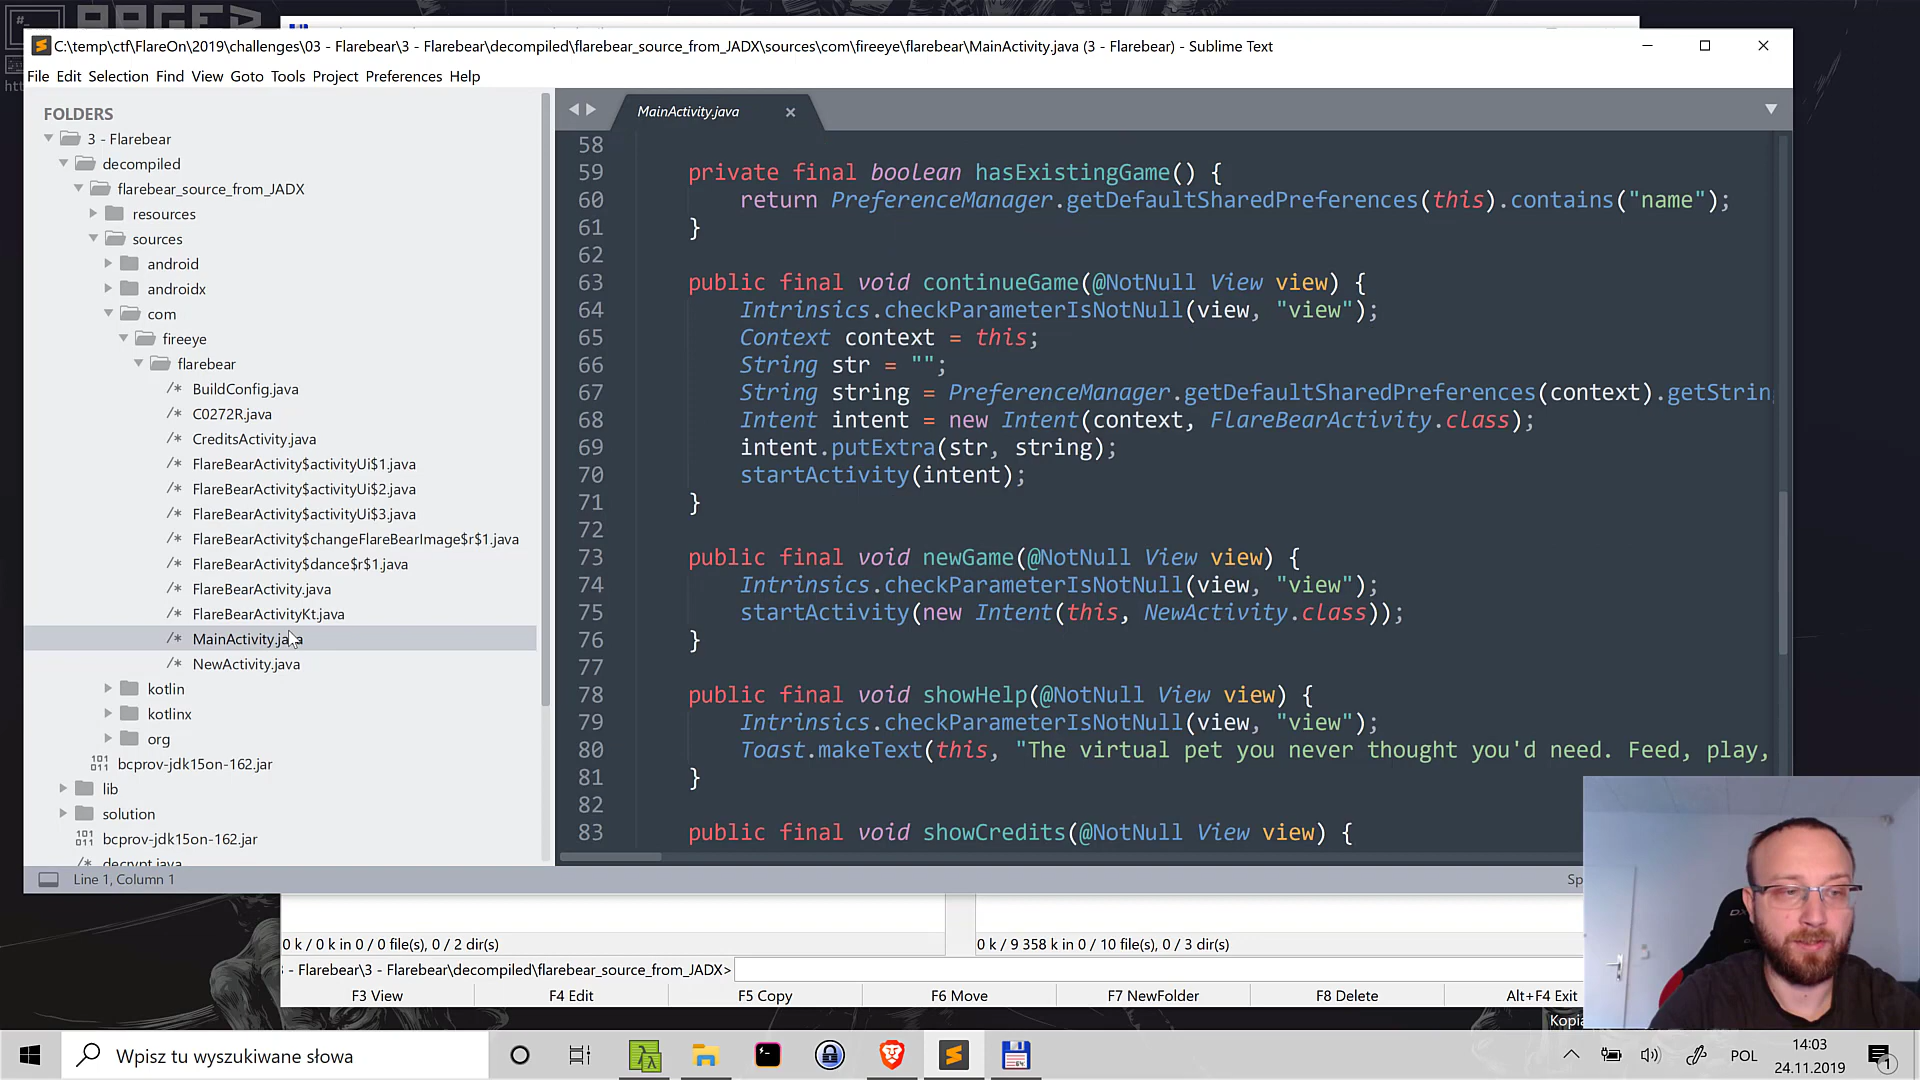 C:\temp\ctf\FlareOn\2019\challenges\03 - Flarebear\3 - Flarebear\decompiled\flarebear_source_from_JADX\sources\com\fireeye\flarebear\MainActivity.java (3 - Flarebear) - Sublime Text
File Edit Selection Find View Goto Tools Project Preferences Help
FOLDERS
3 - Flarebear
decompiled
flarebear_source_from_JADX
resources
sources
android
androidx
com
fireeye
flarebear
/* BuildConfig.java
/* C0272R.java
/* CreditsActivity.java
/* FlareBearActivity$activityUi$1.java
/* FlareBearActivity$activityUi$2.java
/* FlareBearActivity$activityUi$3.java
/* FlareBearActivity$changeFlareBearImage$r$1.java
/* FlareBearActivity$dance$r$1.java
/* FlareBearActivity.java
/* FlareBearActivityKt.java
/* MainActivity.java
/* NewActivity.java
kotlin
kotlinx
org
bcprov-jdk15on-162.jar
lib
solution
bcprov-jdk15on-162.jar
/* decrypt.java
MainActivity.java
58
59 private final boolean hasExistingGame() {
60 return PreferenceManager.getDefaultSharedPreferences(this).contains("name");
61 }
62
63 public final void continueGame(@NotNull View view) {
64 Intrinsics.checkParameterIsNotNull(view, "view");
65 Context context = this;
66 String str = "";
67 String string = PreferenceManager.getDefaultSharedPreferences(context).getStrin
68 Intent intent = new Intent(context, FlareBearActivity.class);
69 intent.putExtra(str, string);
70 startActivity(intent);
71 }
72
73 public final void newGame(@NotNull View view) {
74 Intrinsics.checkParameterIsNotNull(view, "view");
75 startActivity(new Intent(this, NewActivity.class));
76 }
77
78 public final void showHelp(@NotNull View view) {
79 Intrinsics.checkParameterIsNotNull(view, "view");
80 Toast.makeText(this, "The virtual pet you never thought you'd need. Feed, play,
81 }
82
83 public final void showCredits(@NotNull View view) {
Line 1, Column 1
Sp
0 k / 0 k in 0 / 0 file(s), 0 / 2 dir(s)
0 k / 9 358 k in 0 / 10 file(s), 0 / 3 dir(s)
- Flarebear\3 - Flarebear\decompiled\flarebear_source_from_JADX>
F3 View F4 Edit F5 Copy F6 Move F7 NewFolder F8 Delete Alt+F4 Exit
Kopia
Wpisz tu wyszukiwane słowa
POL
14:03
24.11.2019
1